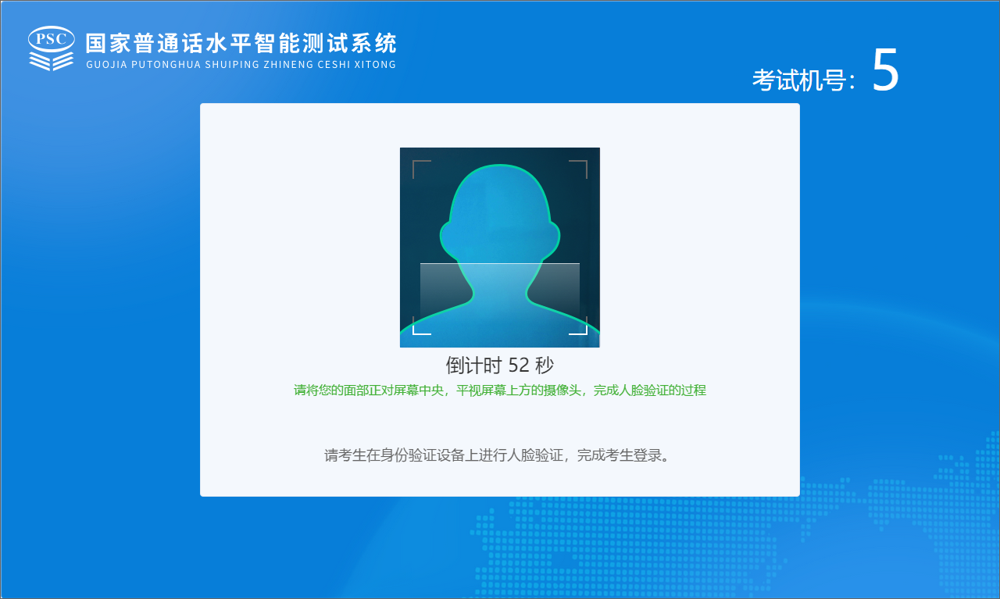 PSC
国家普通话水平智能测试系统
GUOJIA PUTONGHUA SHUIPING ZHINENG CESHI XITONG
考试机号：5
倒计时 52 秒
请将您的面部正对屏幕中央，平视屏幕上方的摄像头，完成人脸验证的过程
请考生在身份验证设备上进行人脸验证，完成考生登录。